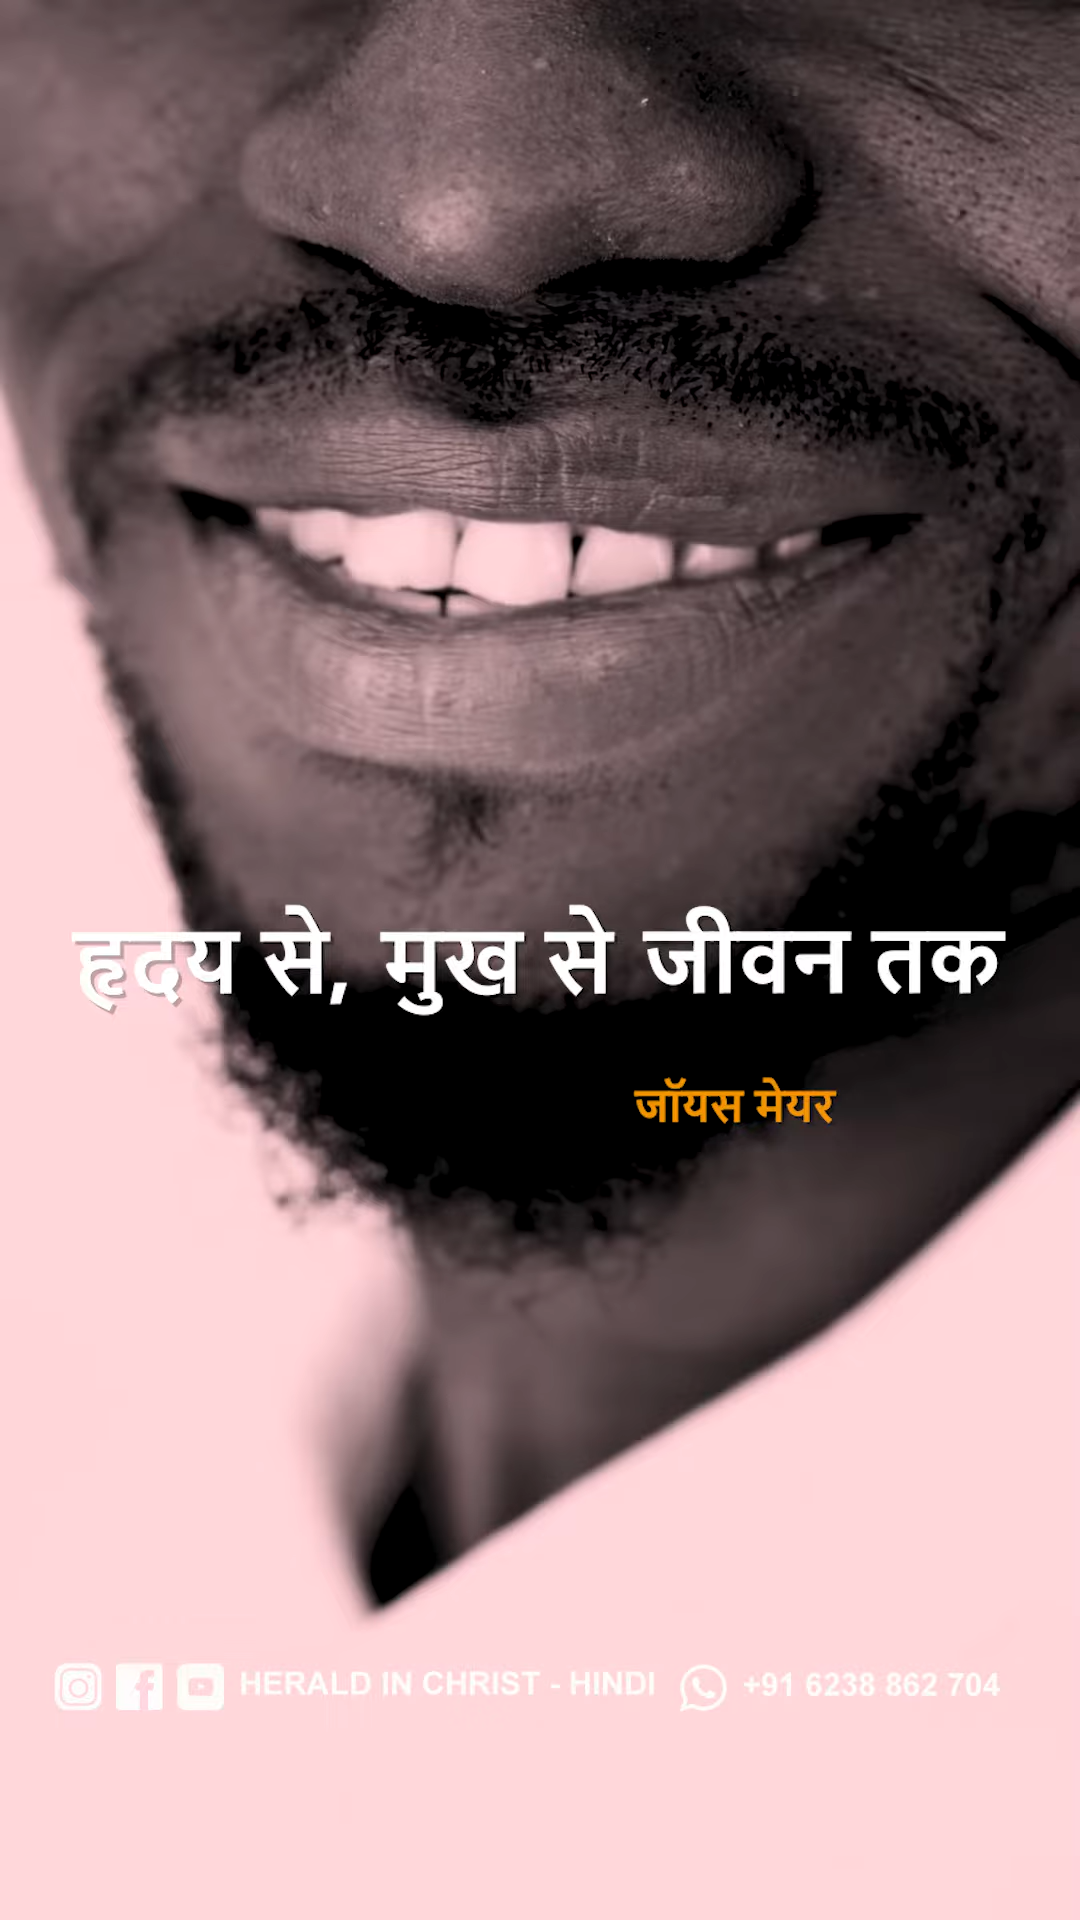 हृदय से, मुख से जीवन तक
जॉयस मेयर
HERALD IN CHRIST - HINDI +91 6238 862 704